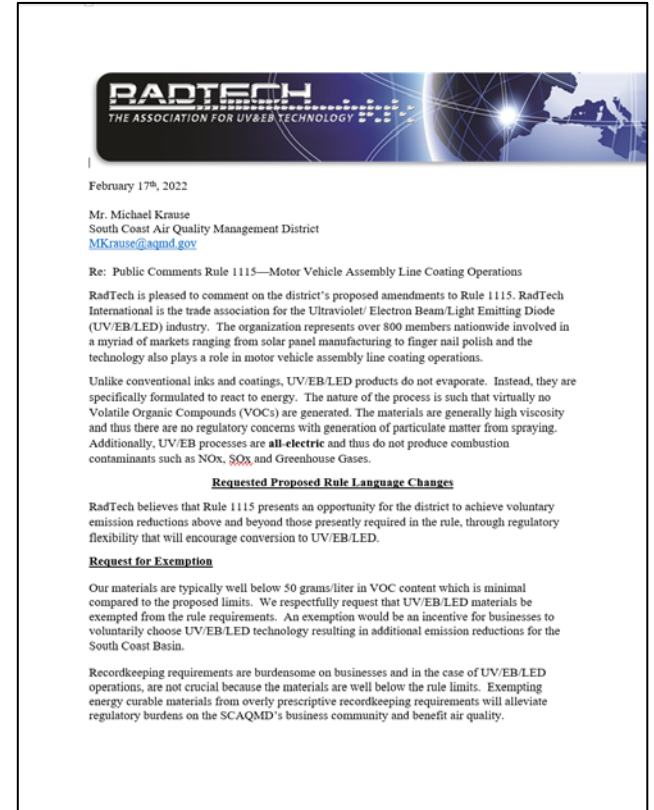 RADTECH
THE ASSOCIATION FOR UV&EB TECHNOLOGY
February 17th, 2022
Mr. Michael Krause
South Coast Air Quality Management District
MKrause@aqmd.gov
Re: Public Comments Rule 1115—Motor Vehicle Assembly Line Coating Operations
RadTech is pleased to comment on the district's proposed amendments to Rule 1115. RadTech
International is the trade association for the Ultraviolet/ Electron Beam/Light Emitting Diode
(UV/EB/LED) industry. The organization represents over 800 members nationwide involved in
a myriad of markets ranging from solar panel manufacturing to finger nail polish and the
technology also plays a role in motor vehicle assembly line coating operations.
Unlike conventional inks and coatings, UV/EB/LED products do not evaporate. Instead, they are
specifically formulated to react to energy. The nature of the process is such that virtually no
Volatile Organic Compounds (VOCs) are generated. The materials are generally high viscosity
and thus there are no regulatory concerns with generation of particulate matter from spraying.
Additionally, UV/EB processes are all-electric and thus do not produce combustion
contaminants such as NOx, SOx and Greenhouse Gases.
Requested Proposed Rule Language Changes
RadTech believes that Rule 1115 presents an opportunity for the district to achieve voluntary
emission reductions above and beyond those presently required in the rule, through regulatory
flexibility that will encourage conversion to UV/EB/LED.
Request for Exemption
Our materials are typically well below 50 grams/liter in VOC content which is minimal
compared to the proposed limits. We respectfully request that UV/EB/LED materials be
exempted from the rule requirements. An exemption would be an incentive for businesses to
voluntarily choose UV/EB/LED technology resulting in additional emission reductions for the
South Coast Basin.
Recordkeeping requirements are burdensome on businesses and in the case of UV/EB/LED
operations, are not crucial because the materials are well below the rule limits. Exempting
energy curable materials from overly prescriptive recordkeeping requirements will alleviate
regulatory burdens on the SCAQMD's business community and benefit air quality.